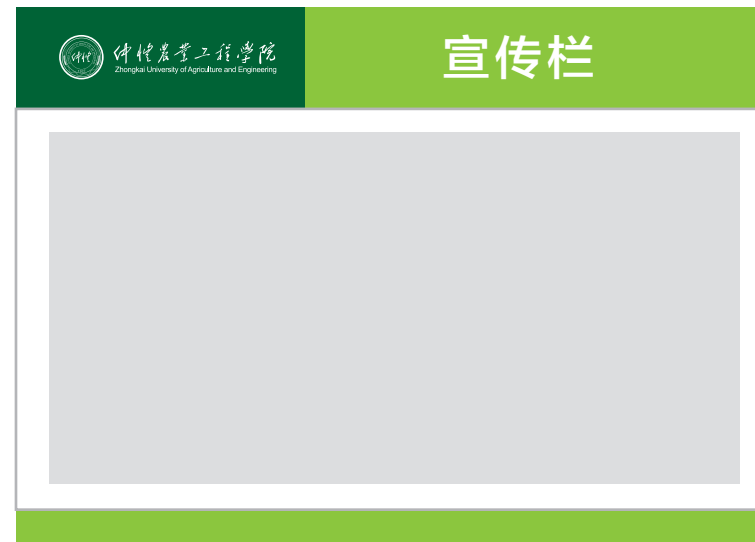 仲恺农业工程学院
Zhongkai University of Agriculture and Engineering
宣传栏